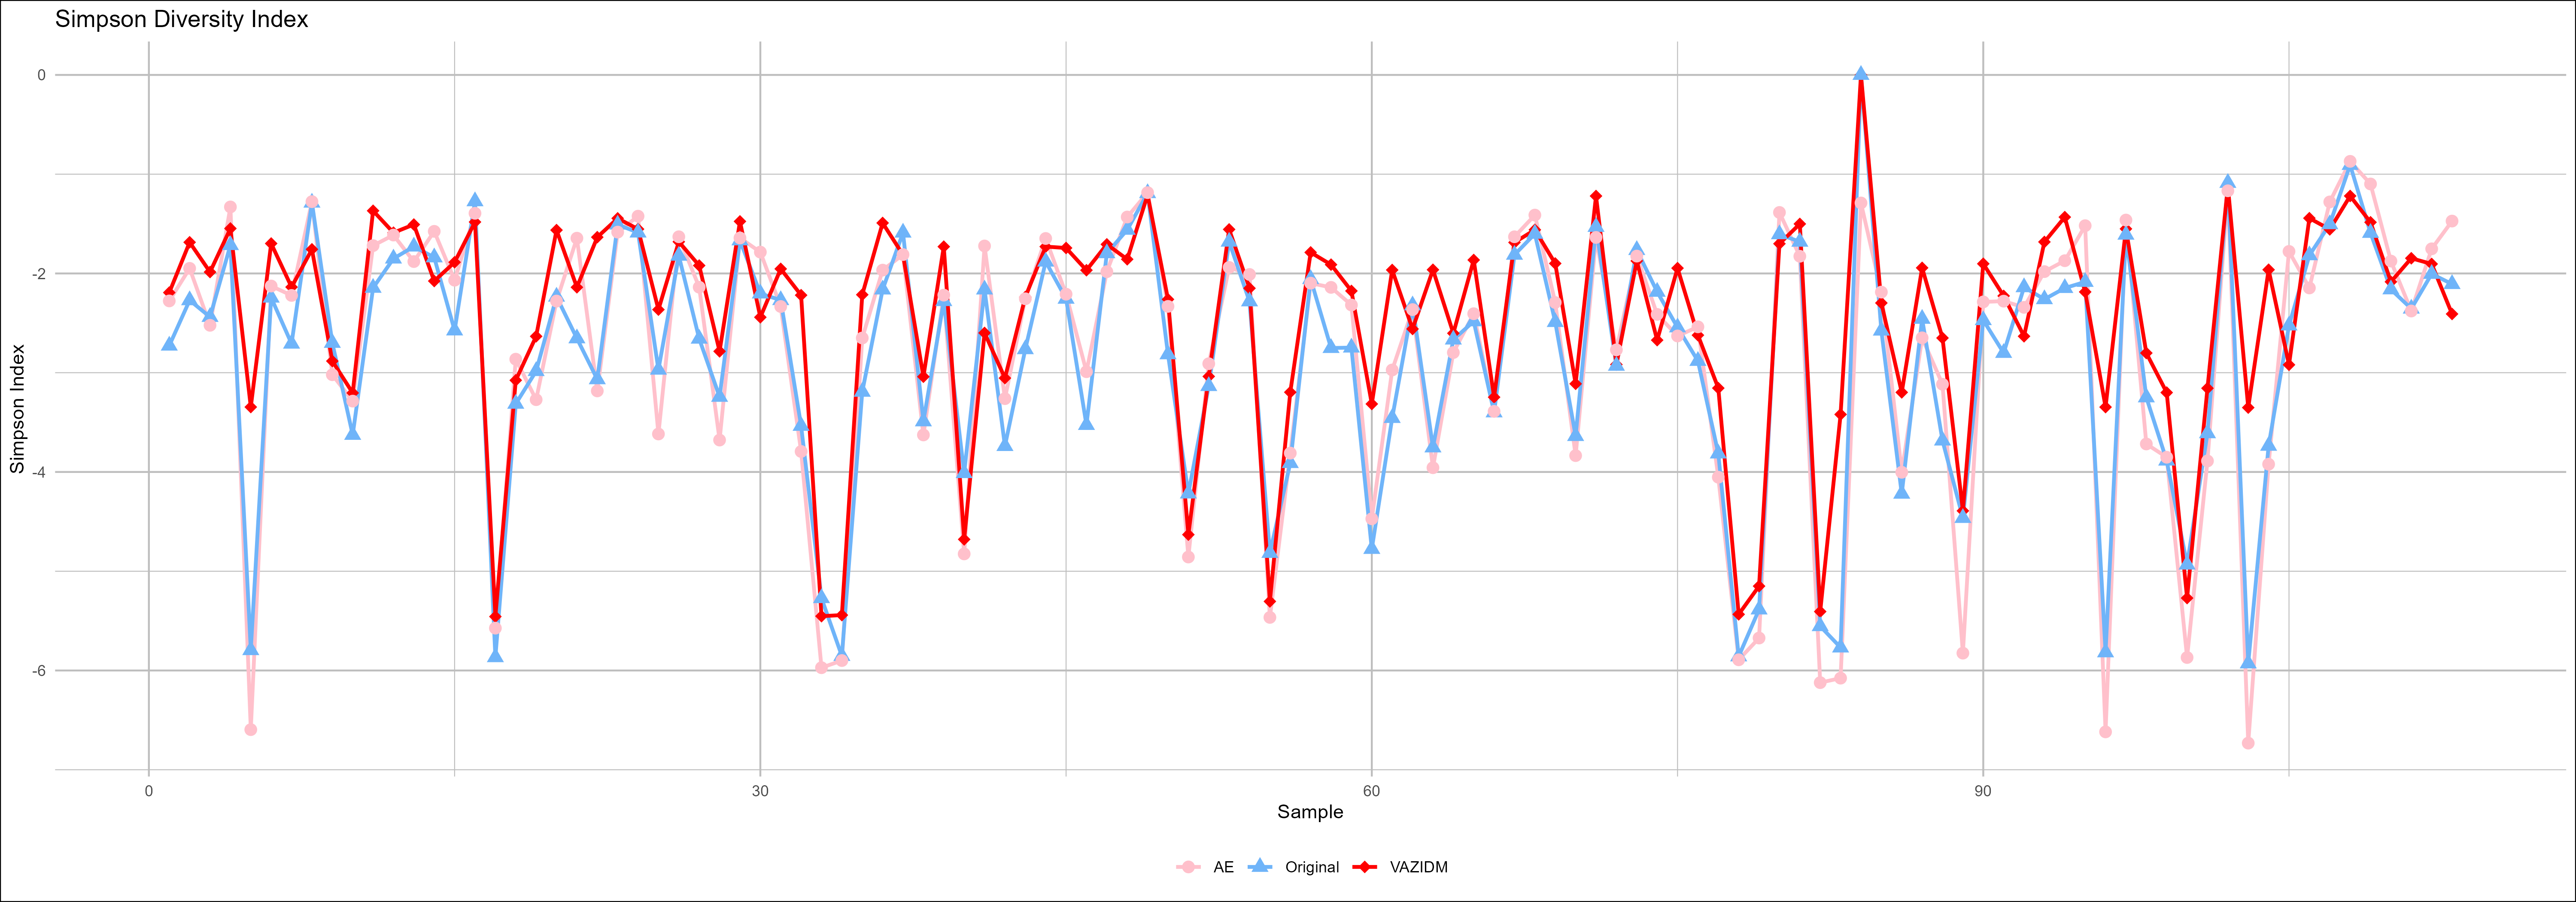 Simpson Diversity Index
Simpson Index
0
-2
-4
-6
0 30 60 90
Sample
AE Original VAZIDM